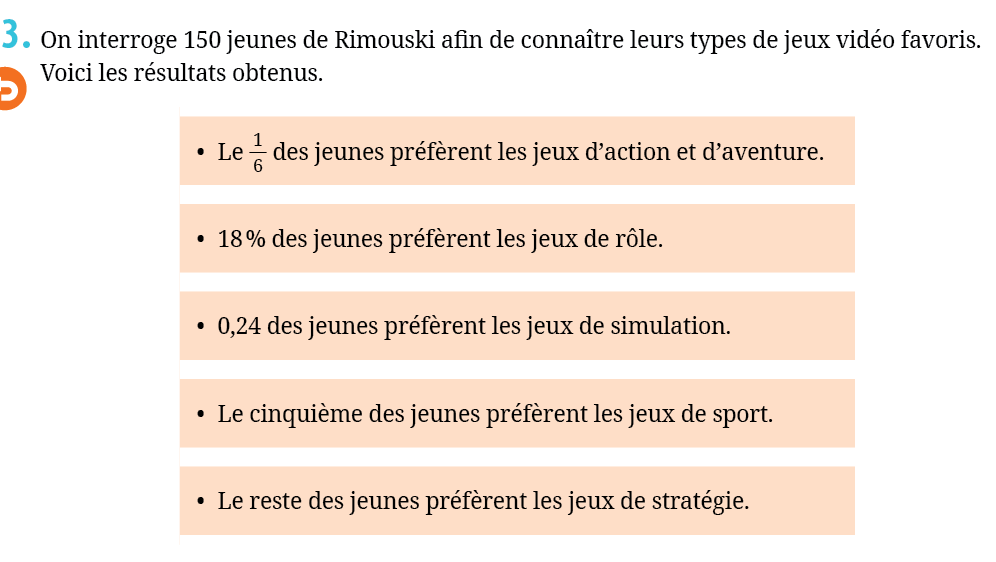 3. On interroge 150 jeunes de Rimouski afin de connaître leurs types de jeux vidéo favoris.
Voici les résultats obtenus.
• Le 1/6 des jeunes préfèrent les jeux d’action et d’aventure.
• 18 % des jeunes préfèrent les jeux de rôle.
• 0,24 des jeunes préfèrent les jeux de simulation.
• Le cinquième des jeunes préfèrent les jeux de sport.
• Le reste des jeunes préfèrent les jeux de stratégie.